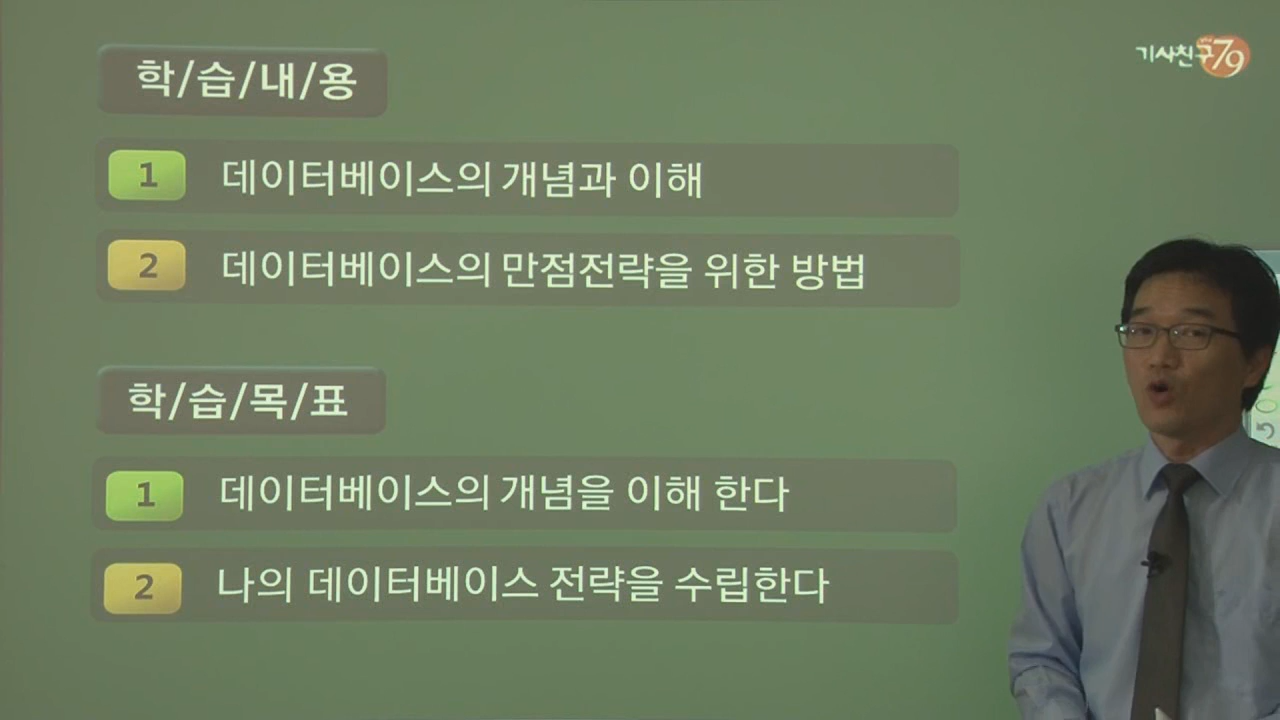 학/습/내/용
기사친구79
1 데이터베이스의 개념과 이해
2 데이터베이스의 만점전략을 위한 방법
학/습/목/표
1 데이터베이스의 개념을 이해 한다
2 나의 데이터베이스 전략을 수립한다